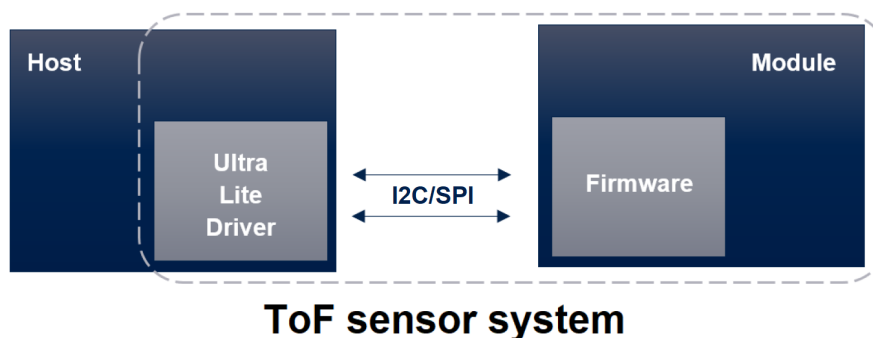 Host
Module
Ultra
Lite
Driver
I2C/SPI
Firmware
ToF sensor system